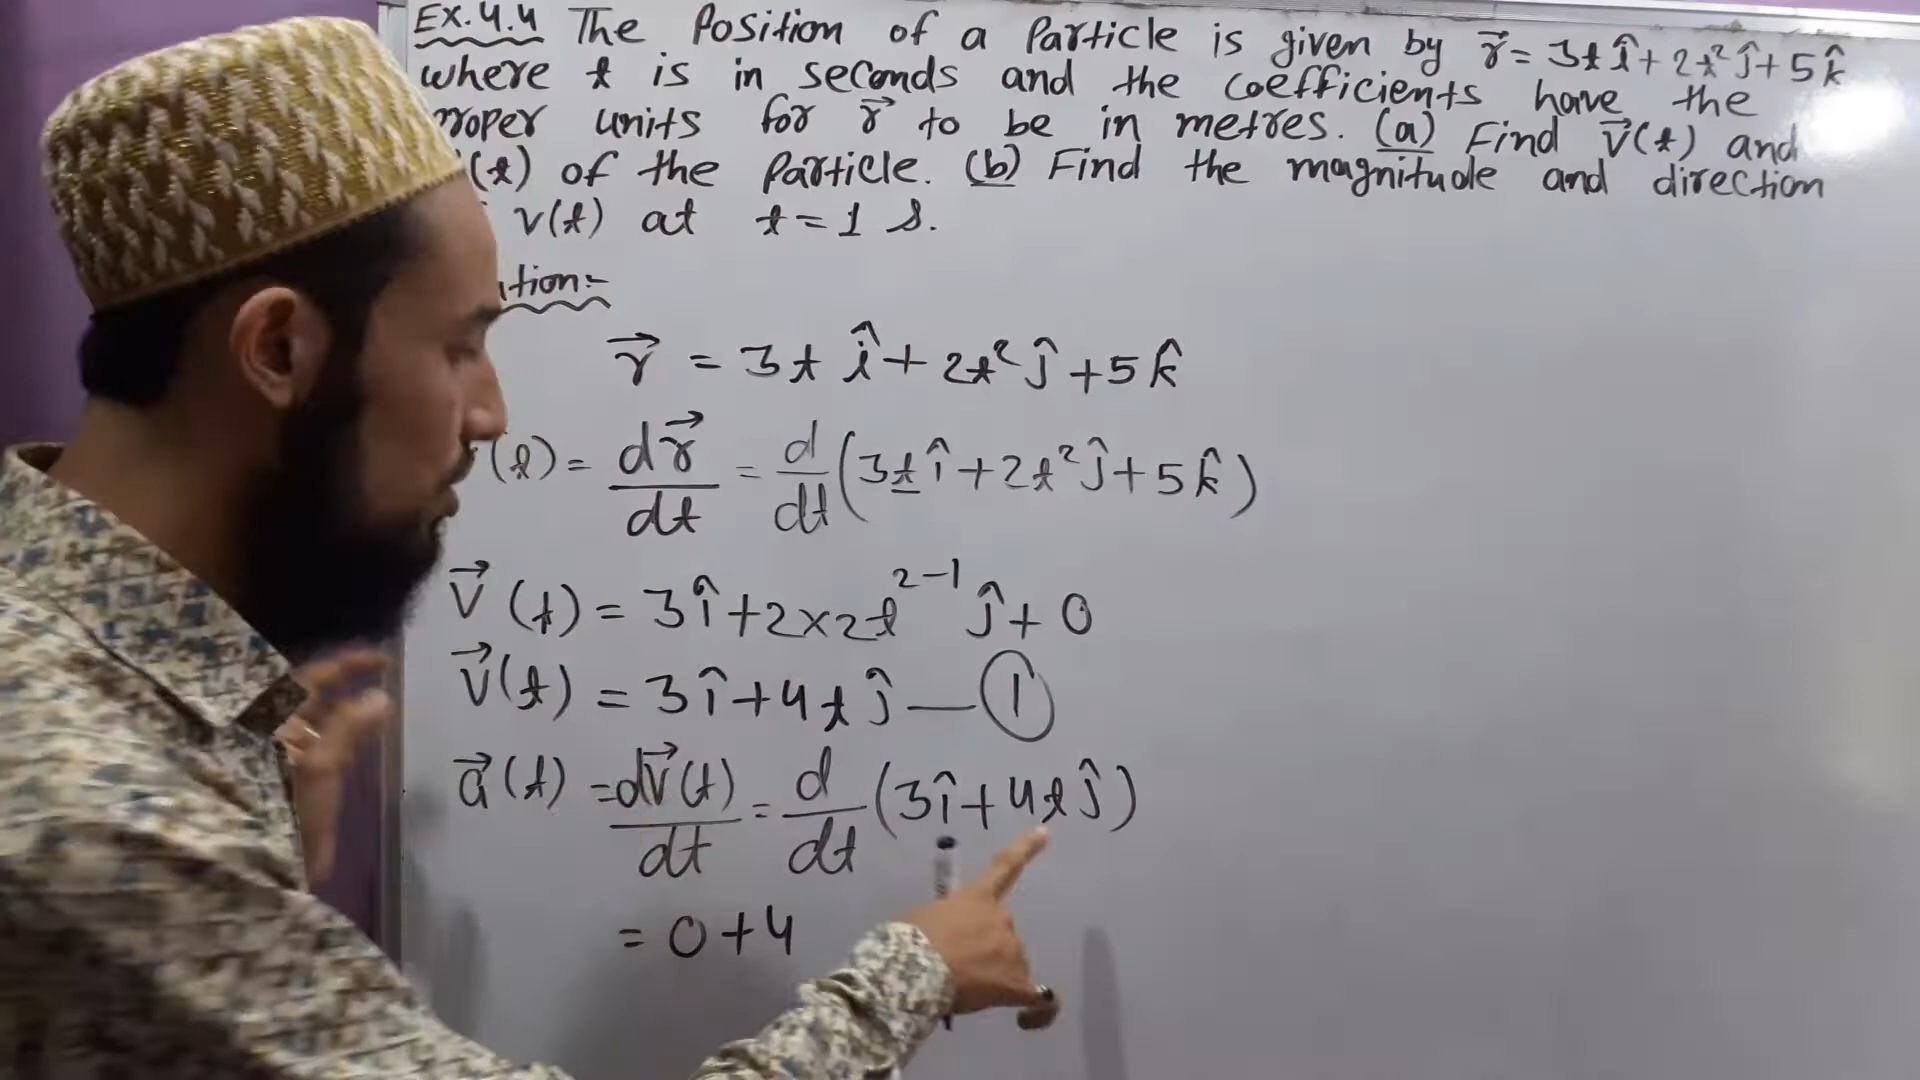 Ex.4.4 The Position of a Particle is given by r⃗ = 3t î + 2t² ĵ + 5 k̂
where t is in seconds and the coefficients have the
roper units for r⃗ to be in metres. (a) Find v⃗(t) and
(t) of the Particle. (b) Find the magnitude and direction
v(t) at t = 1 s.
tion:-
r⃗ = 3t î + 2t² ĵ + 5 k̂
(t) = dr⃗/dt = d/dt (3t î + 2t² ĵ + 5 k̂)
v⃗ (t) = 3 î + 2×2t²⁻¹ ĵ + 0
v⃗(t) = 3 î + 4t ĵ — ①
a⃗ (t) = dv⃗(t)/dt = d/dt (3 î + 4t ĵ)
= 0 + 4